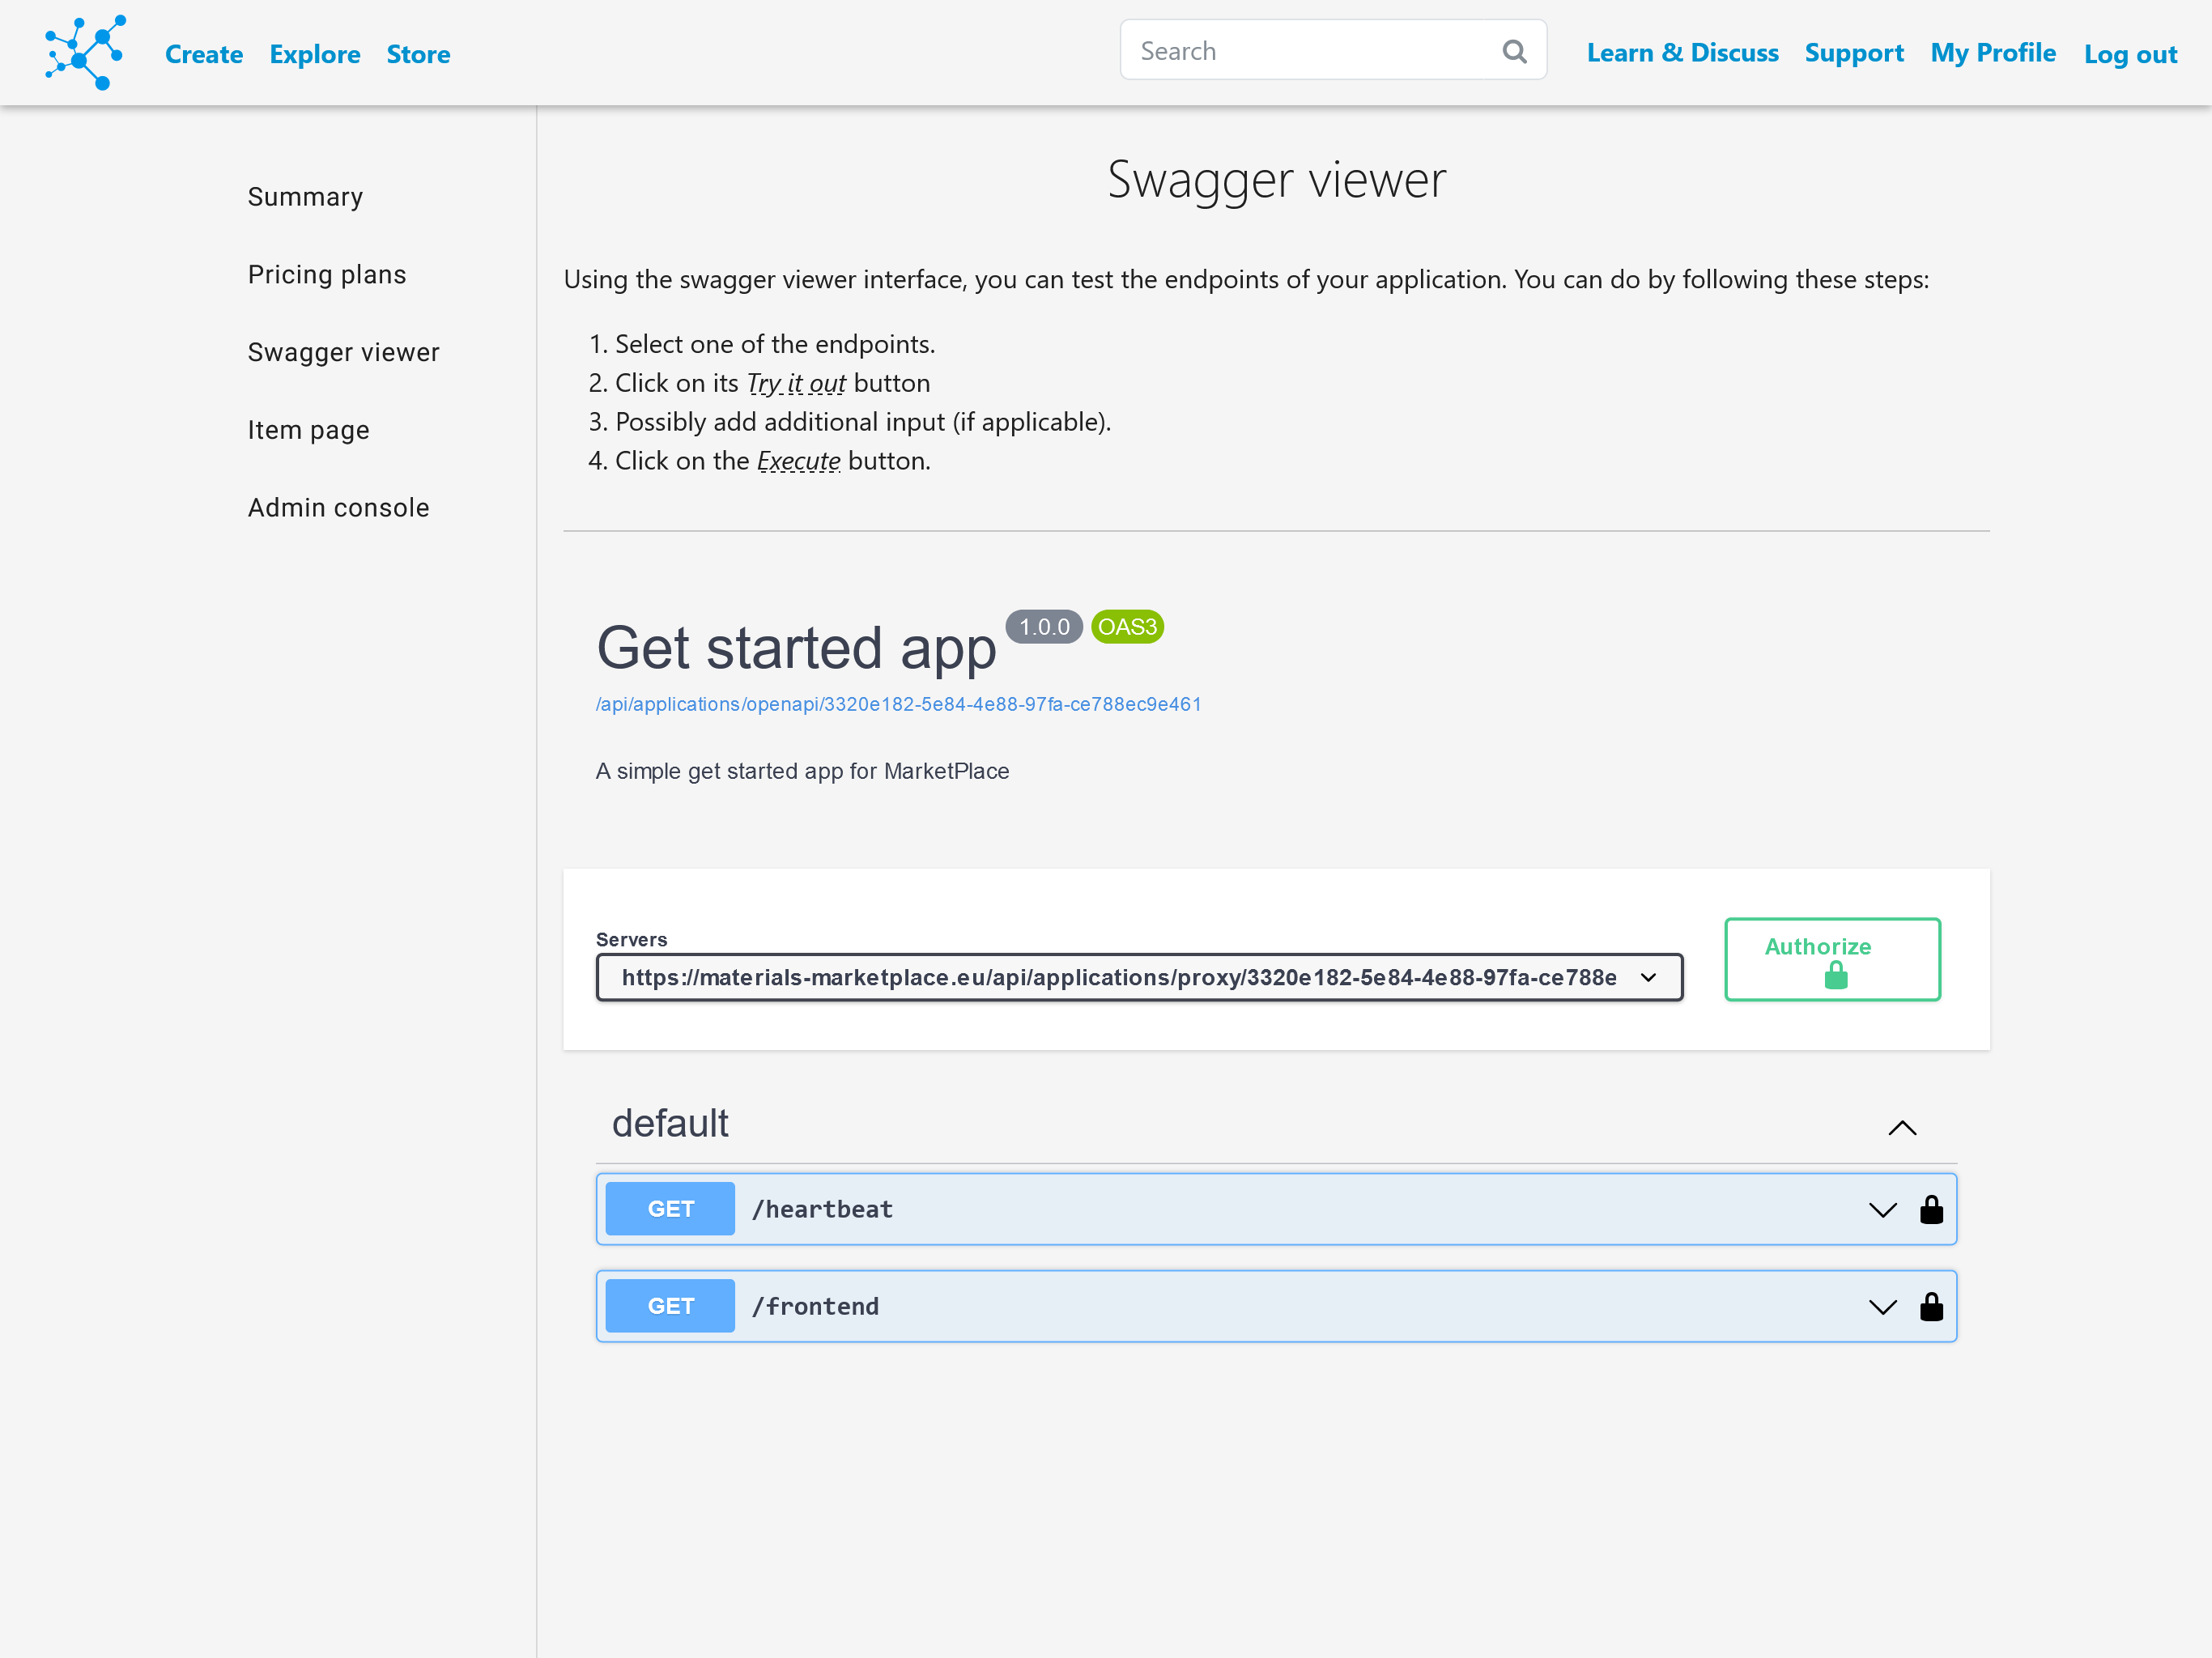 Create Explore Store Search Learn & Discuss Support My Profile Log out
Summary
Pricing plans
Swagger viewer
Item page
Admin console
Swagger viewer
Using the swagger viewer interface, you can test the endpoints of your application. You can do by following these steps:
1. Select one of the endpoints.
2. Click on its Try it out button
3. Possibly add additional input (if applicable).
4. Click on the Execute button.
Get started app 1.0.0 OAS3
/api/applications/openapi/3320e182-5e84-4e88-97fa-ce788ec9e461
A simple get started app for MarketPlace
Servers
https://materials-marketplace.eu/api/applications/proxy/3320e182-5e84-4e88-97fa-ce788e
Authorize
default
GET /heartbeat
GET /frontend